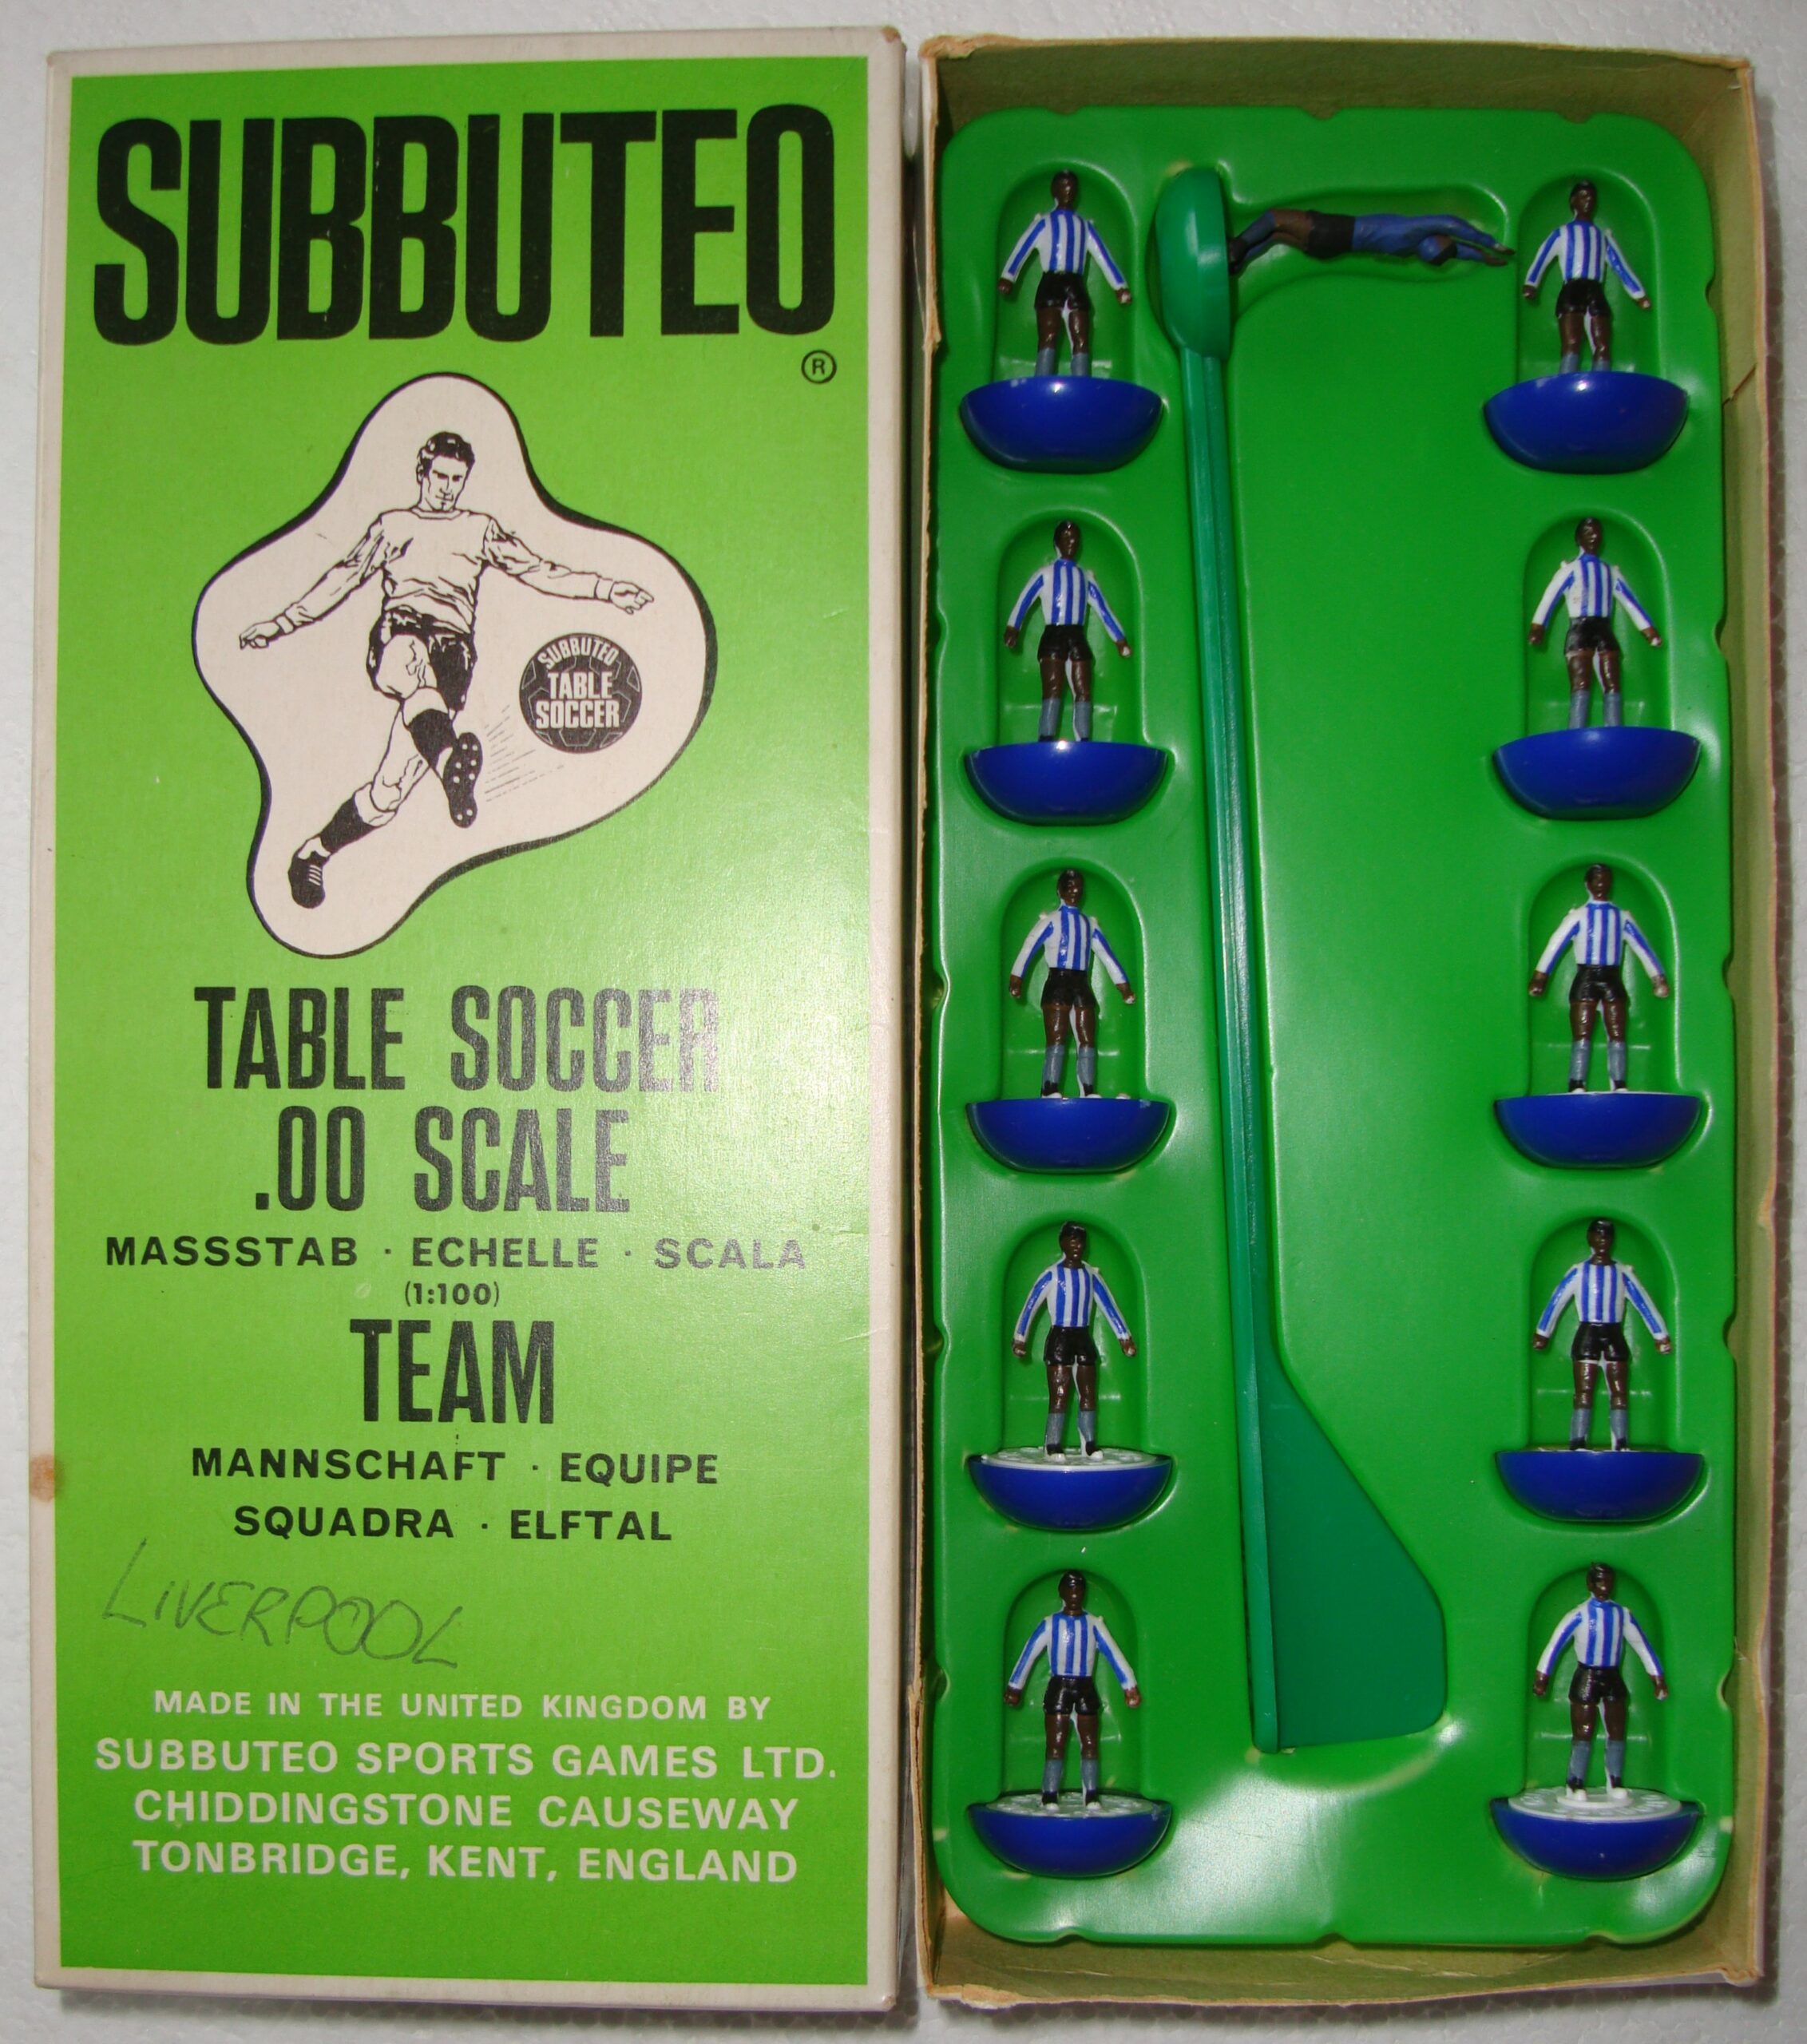 SUBBUTEO
®
SUBBUTEO
TABLE
SOCCER
TABLE SOCCER
.00 SCALE
MASSSTAB · ECHELLE · SCALA
(1:100)
TEAM
MANNSCHAFT · EQUIPE
SQUADRA · ELFTAL
LIVERPOOL
MADE IN THE UNITED KINGDOM BY
SUBBUTEO SPORTS GAMES LTD.
CHIDDINGSTONE CAUSEWAY
TONBRIDGE, KENT, ENGLAND